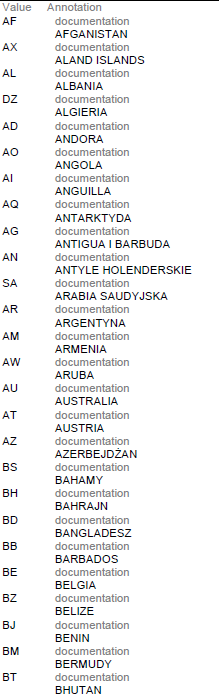 Value Annotation
AF documentation
AFGANISTAN
AX documentation
ALAND ISLANDS
AL documentation
ALBANIA
DZ documentation
ALGIERIA
AD documentation
ANDORA
AO documentation
ANGOLA
AI documentation
ANGUILLA
AQ documentation
ANTARKTYDA
AG documentation
ANTIGUA I BARBUDA
AN documentation
ANTYLE HOLENDERSKIE
SA documentation
ARABIA SAUDYJSKA
AR documentation
ARGENTYNA
AM documentation
ARMENIA
AW documentation
ARUBA
AU documentation
AUSTRALIA
AT documentation
AUSTRIA
AZ documentation
AZERBEJDŻAN
BS documentation
BAHAMY
BH documentation
BAHRAJN
BD documentation
BANGLADESZ
BB documentation
BARBADOS
BE documentation
BELGIA
BZ documentation
BELIZE
BJ documentation
BENIN
BM documentation
BERMUDY
BT documentation
BHUTAN